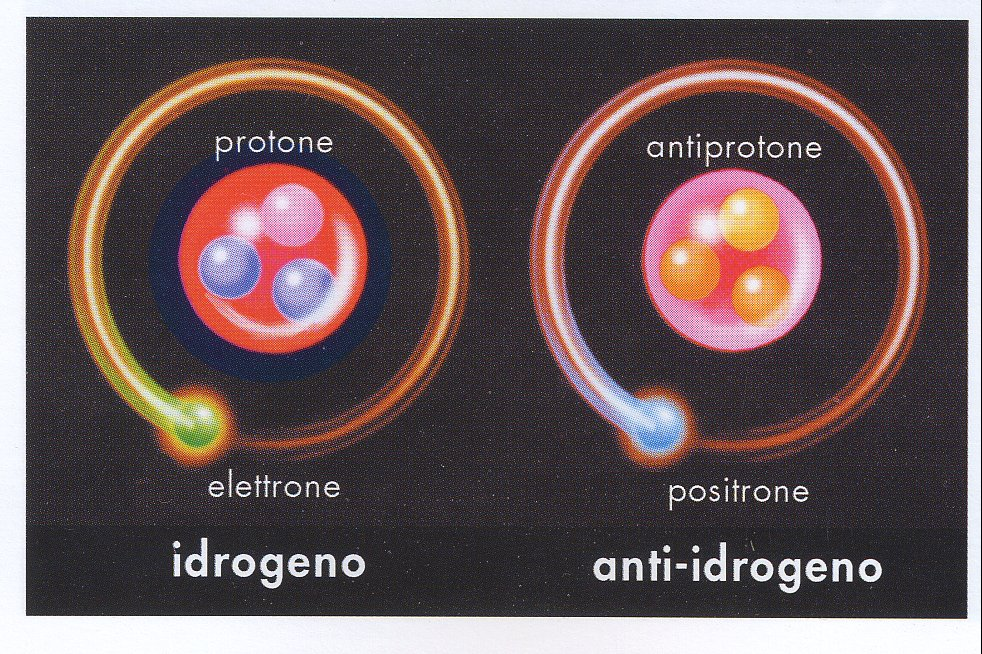 protone
elettrone
idrogeno
antiprotone
positrone
anti-idrogeno